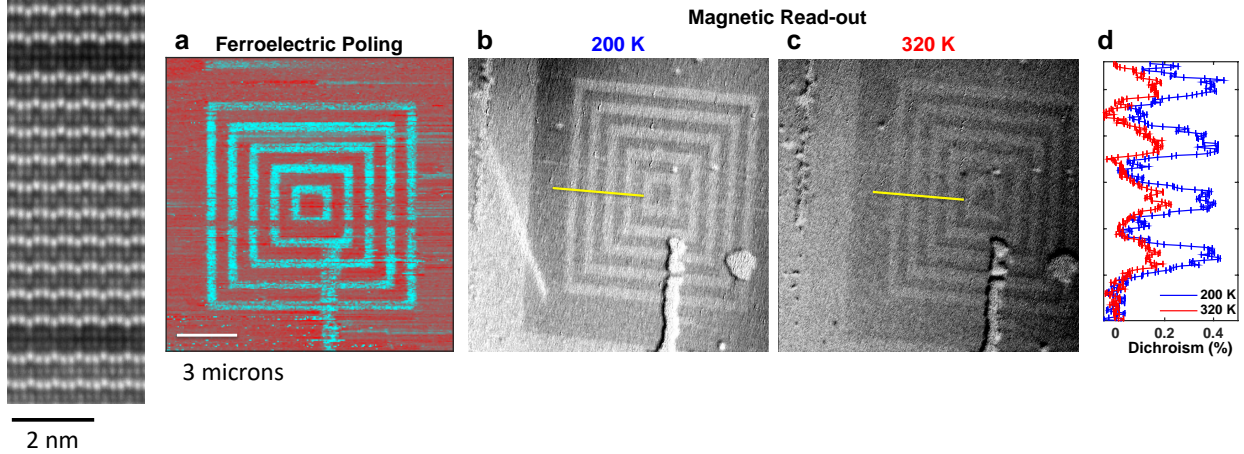 Magnetic Read-out
a
Ferroelectric Poling
b
200 K
c
320 K
d
3 microns
2 nm
200 K
320 K
0 0.2 0.4
Dichroism (%)